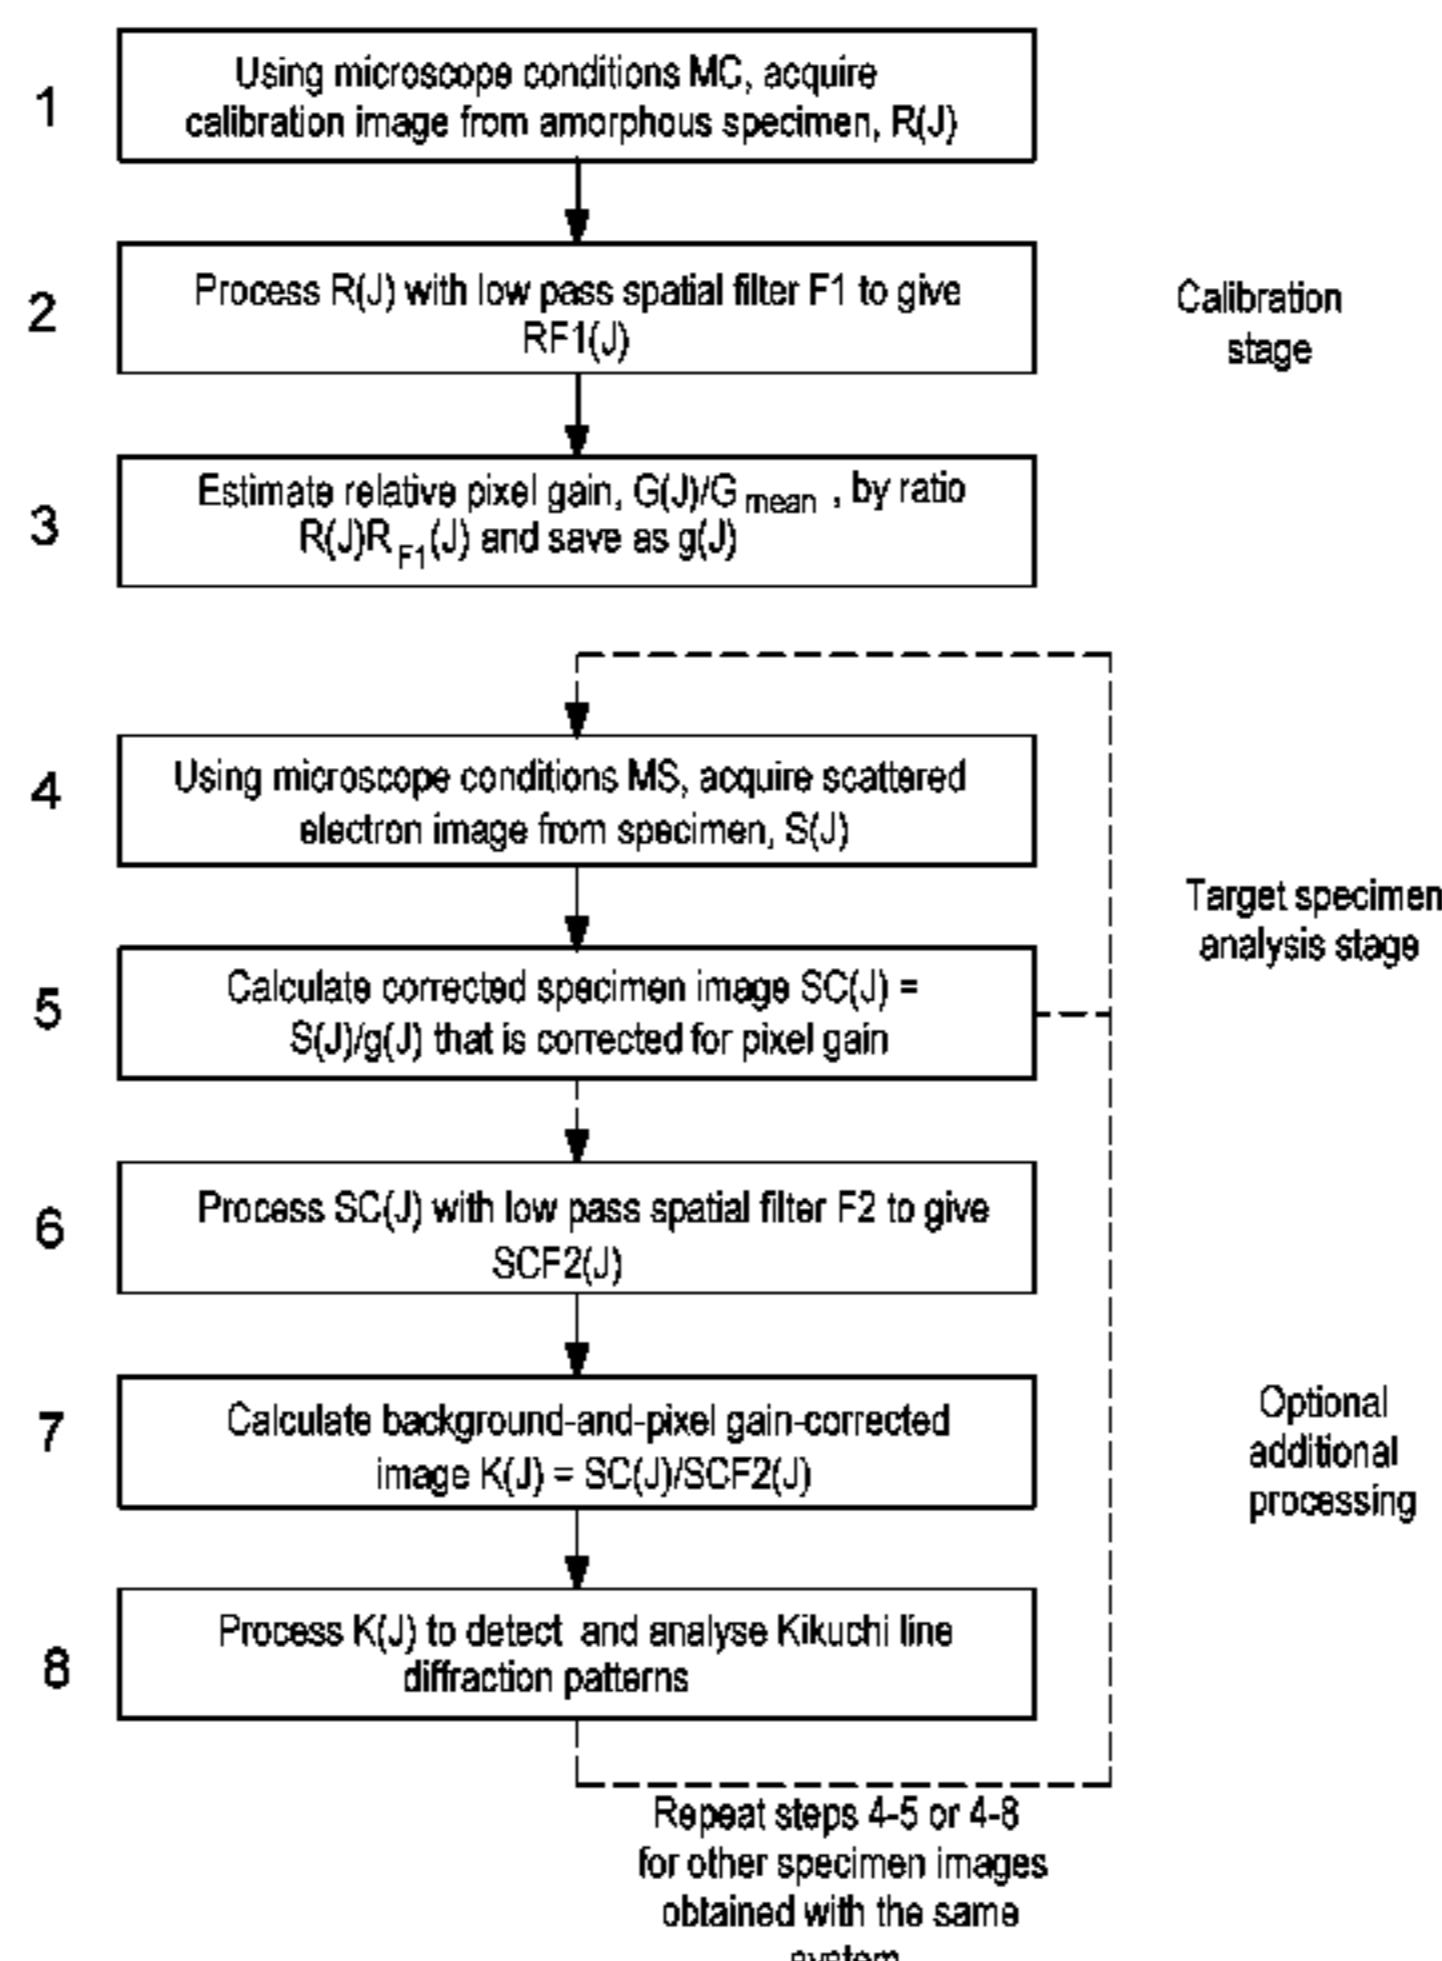 1
Using microscope conditions MC, acquire
calibration image from amorphous specimen, R(J)
2
Process R(J) with low pass spatial filter F1 to give
RF1(J)
Calibration
stage
3
Estimate relative pixel gain, G(J)/G mean , by ratio
R(J)R F1 (J) and save as g(J)
4
Using microscope conditions MS, acquire scattered
electron image from specimen, S(J)
Target specimen
analysis stage
5
Calculate corrected specimen image SC(J) =
S(J)/g(J) that is corrected for pixel gain
6
Process SC(J) with low pass spatial filter F2 to give
SCF2(J)
7
Calculate background-and-pixel gain-corrected
image K(J) = SC(J)/SCF2(J)
Optional
additional
processing
8
Process K(J) to detect and analyse Kikuchi line
diffraction patterns
Repeat steps 4-5 or 4-8
for other specimen images
obtained with the same
system